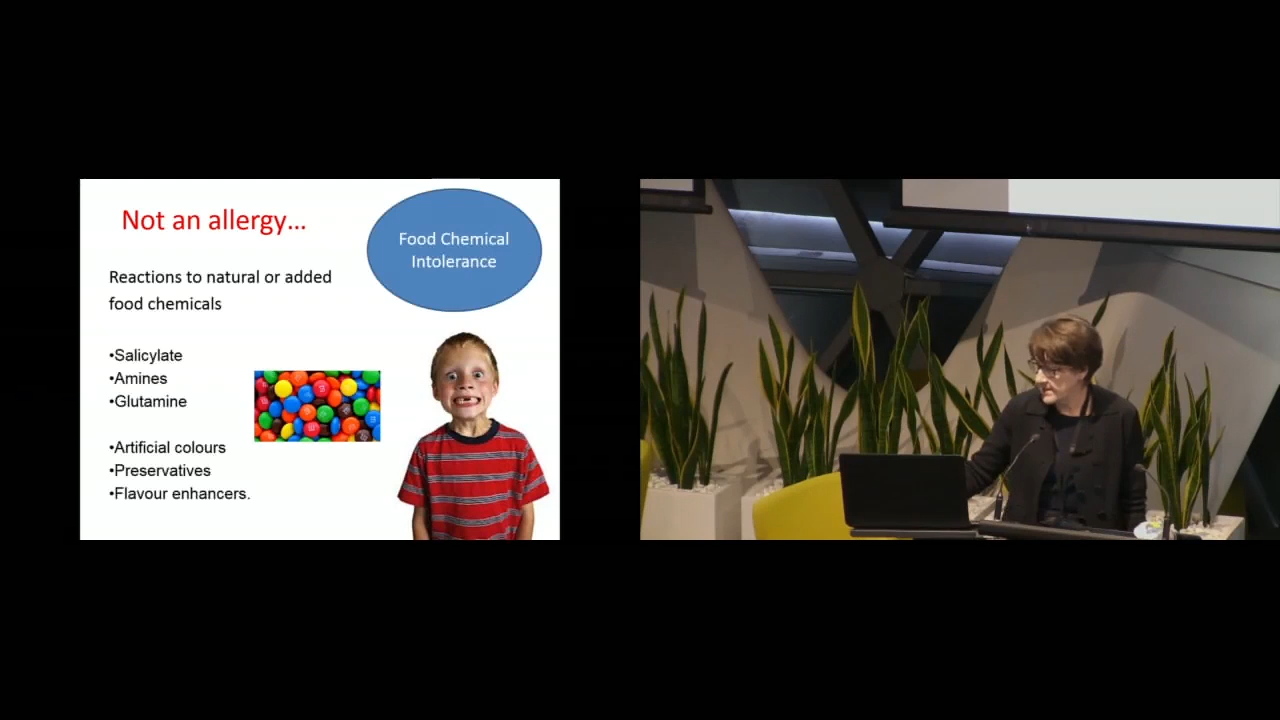 Not an allergy...
Food Chemical
Intolerance
Reactions to natural or added
food chemicals
•Salicylate
•Amines
•Glutamine
•Artificial colours
•Preservatives
•Flavour enhancers.